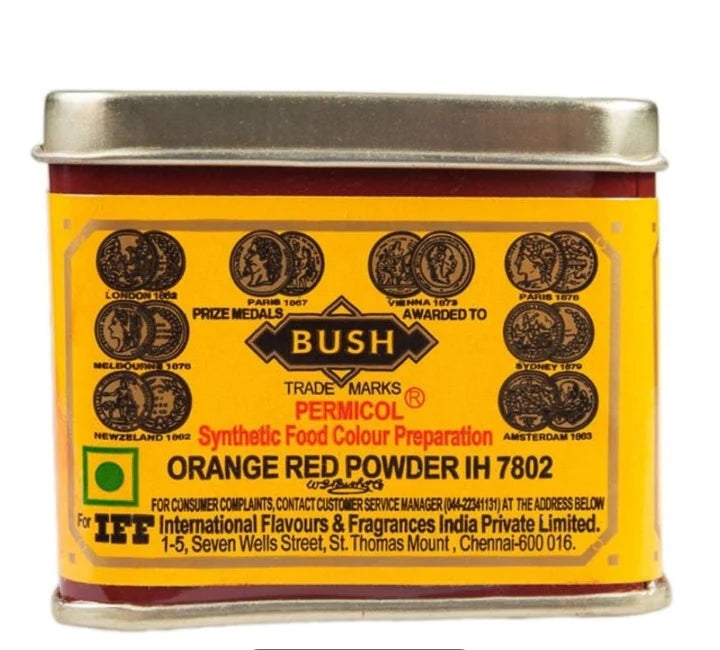 LONDON 1862
PARIS 1867
VIENNA 1873
PARIS 1878
PRIZE MEDALS
AWARDED TO
BUSH
MELBOURNE 1878
SYDNEY 1879
TRADE MARKS
PERMICOL®
NEWZELAND 1882
AMSTERDAM 1883
Synthetic Food Colour Preparation
ORANGE RED POWDER IH 7802
FOR CONSUMER COMPLAINTS, CONTACT CUSTOMER SERVICE MANAGER (044-22341131) AT THE ADDRESS BELOW
For IFF International Flavours & Fragrances India Private Limited.
1-5, Seven Wells Street, St. Thomas Mount , Chennai-600 016.